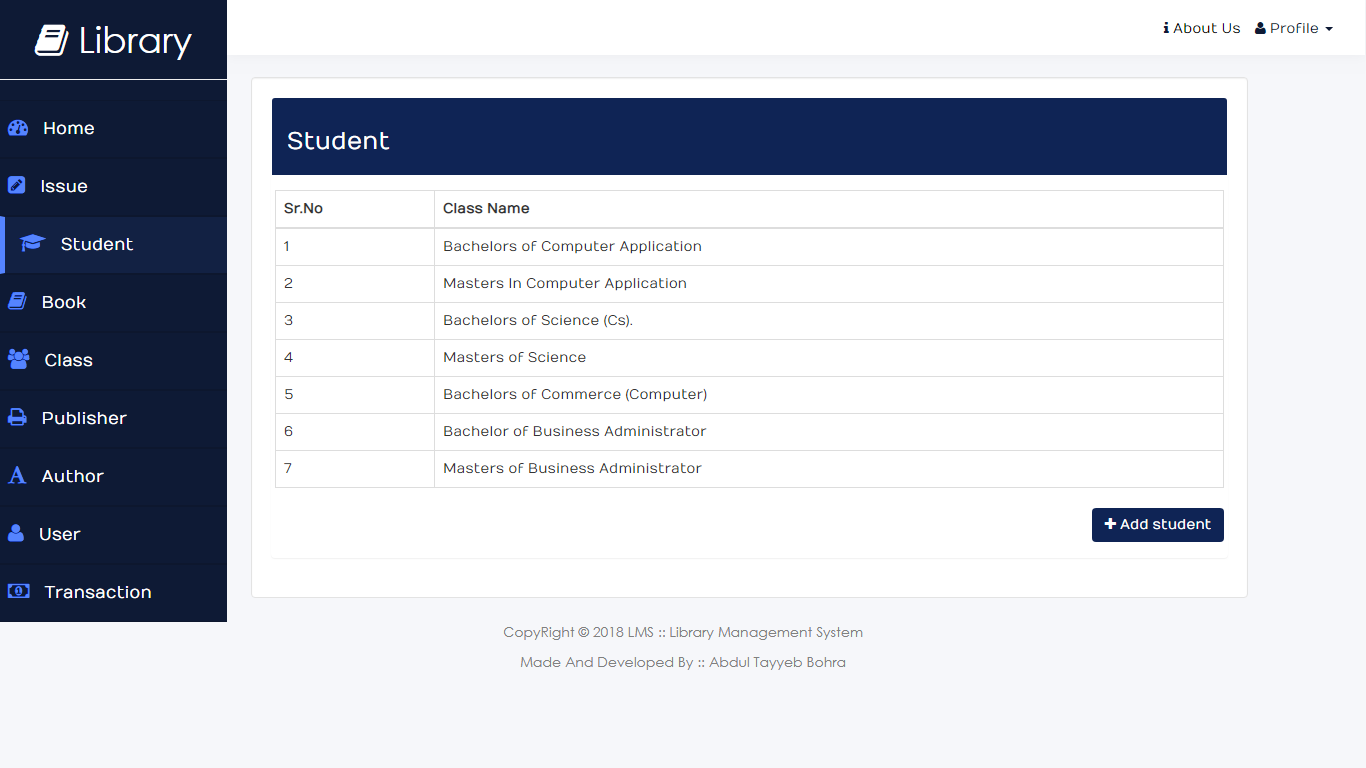 Library
About Us Profile
Home
Issue
Student
Book
Class
Publisher
Author
User
Transaction
Student
Sr.No Class Name
1 Bachelors of Computer Application
2 Masters In Computer Application
3 Bachelors of Science (Cs).
4 Masters of Science
5 Bachelors of Commerce (Computer)
6 Bachelor of Business Administrator
7 Masters of Business Administrator
Add student
CopyRight © 2018 LMS :: Library Management System
Made And Developed By :: Abdul Tayyeb Bohra